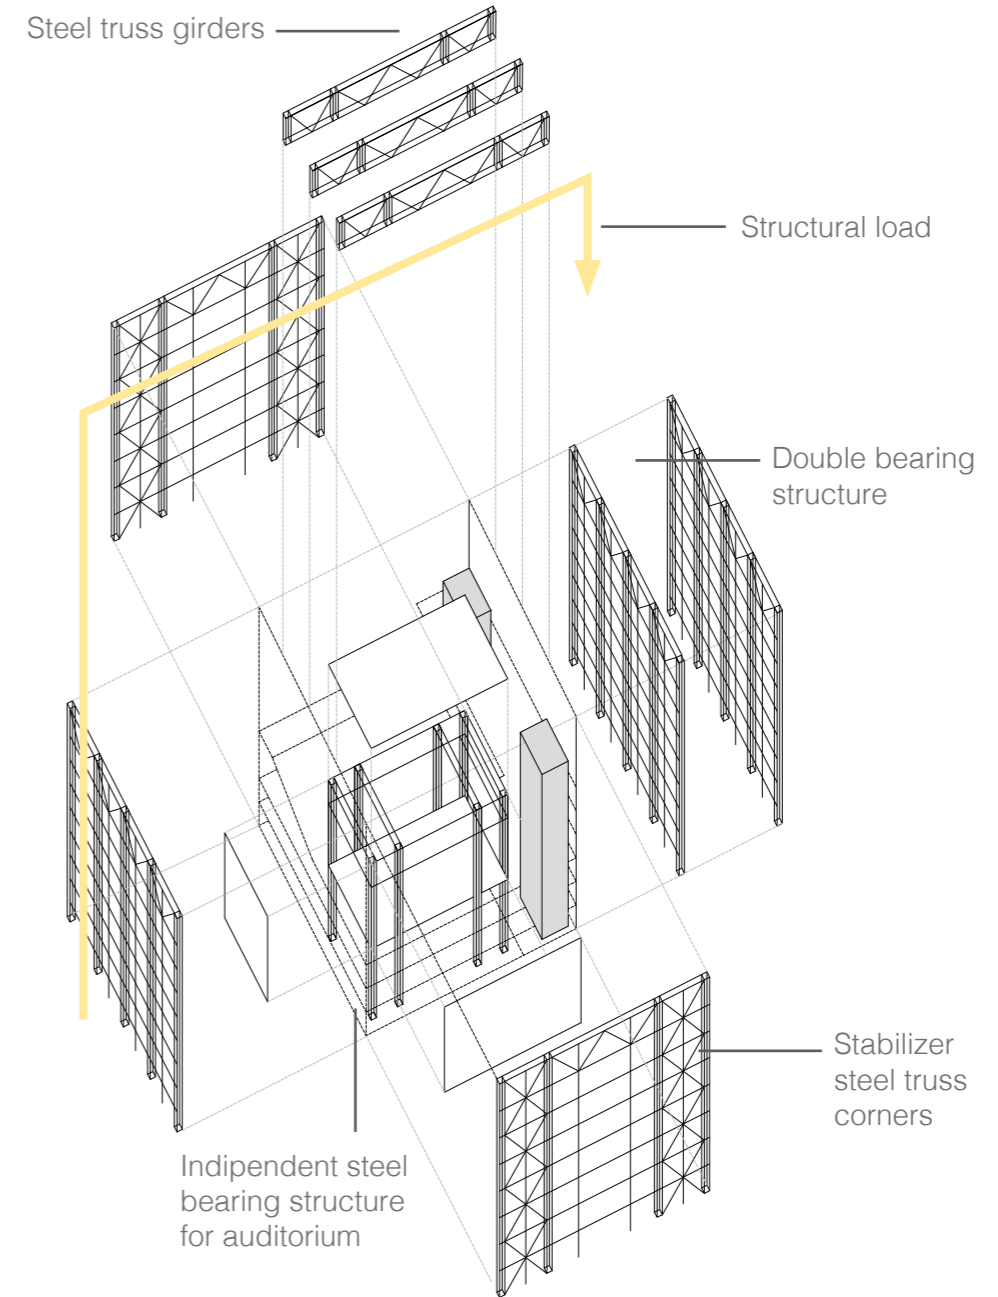 Steel truss girders
Structural load
Double bearing
structure
Stabilizer
steel truss
corners
Indipendent steel
bearing structure
for auditorium